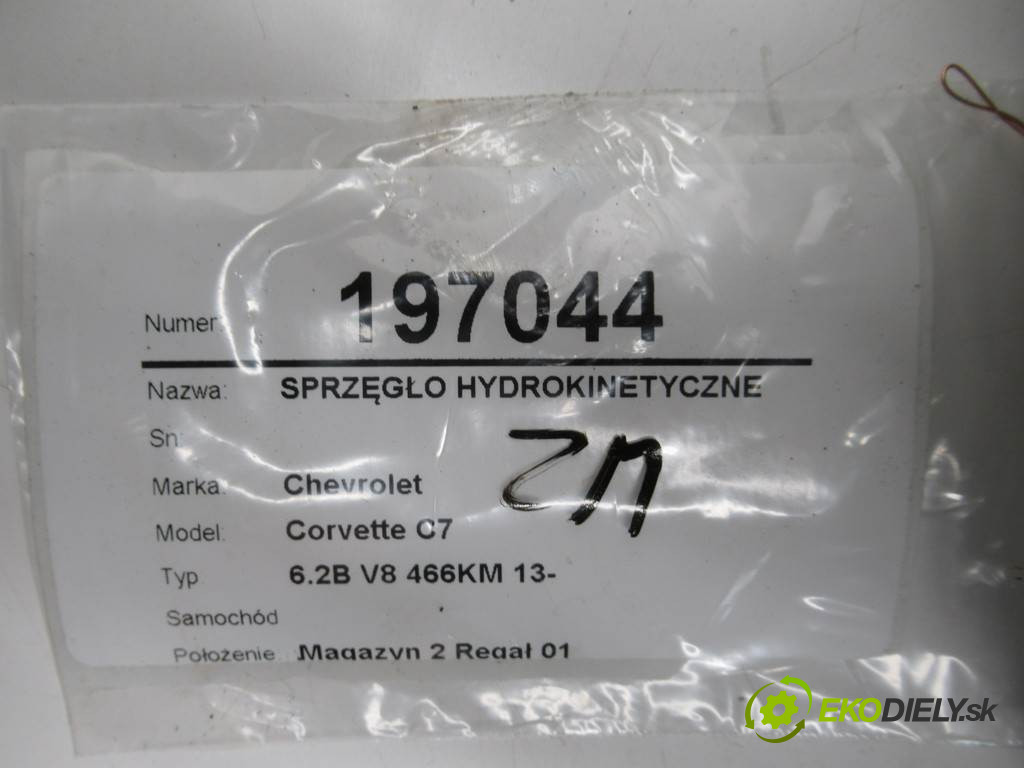 Numer: 197044
Nazwa: SPRZĘGŁO HYDROKINETYCZNE
Sn:
ZM
Marka: Chevrolet
Model: Corvette C7
Typ 6.2B V8 466KM 13-
Samochód
Położenie Magazyn 2 Regał 01
EKODIELY.sk